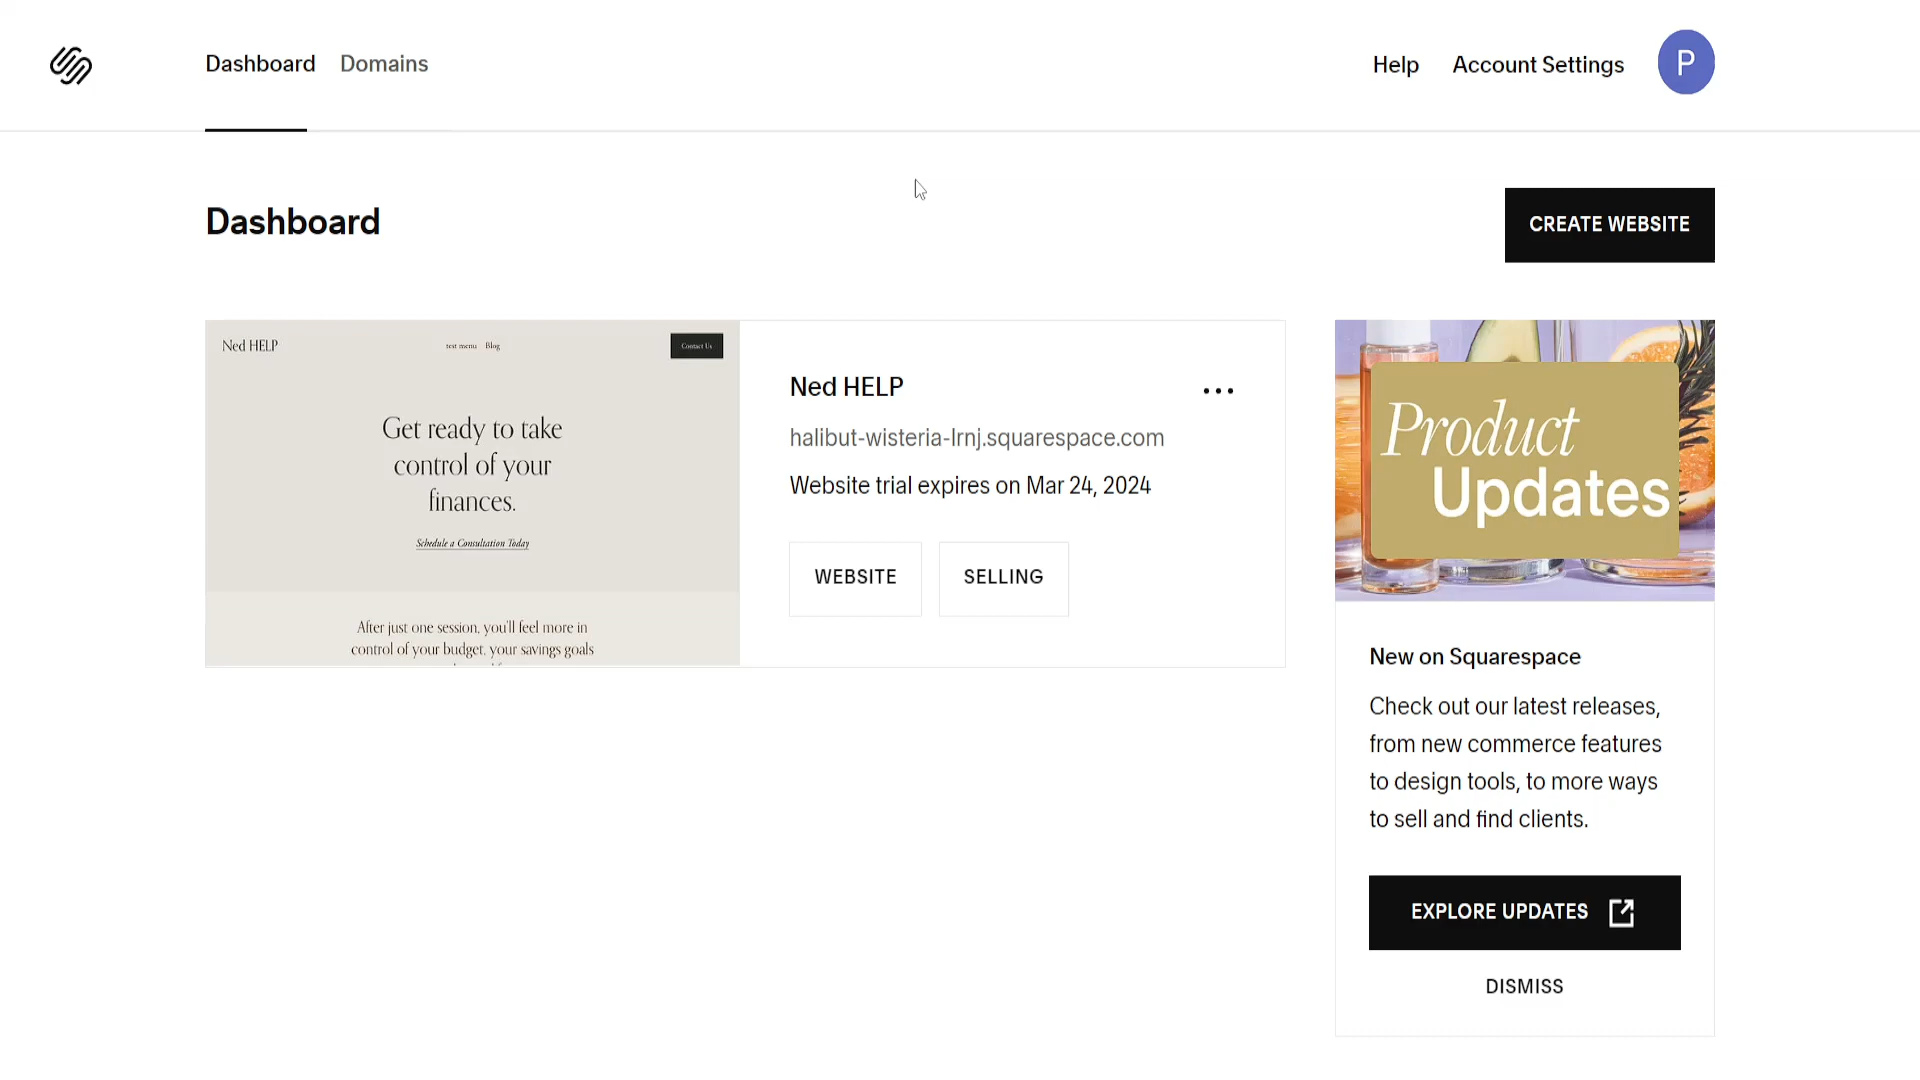 Dashboard Domains
Help Account Settings P
Dashboard
CREATE WEBSITE
Ned HELP
test menu Blog
Contact Us
Get ready to take
control of your
finances.
Schedule a Consultation Today
After just one session, you'll feel more in
control of your budget, your savings goals
Ned HELP
halibut-wisteria-lrnj.squarespace.com
Website trial expires on Mar 24, 2024
WEBSITE SELLING
Product
Updates
New on Squarespace
Check out our latest releases,
from new commerce features
to design tools, to more ways
to sell and find clients.
EXPLORE UPDATES
DISMISS